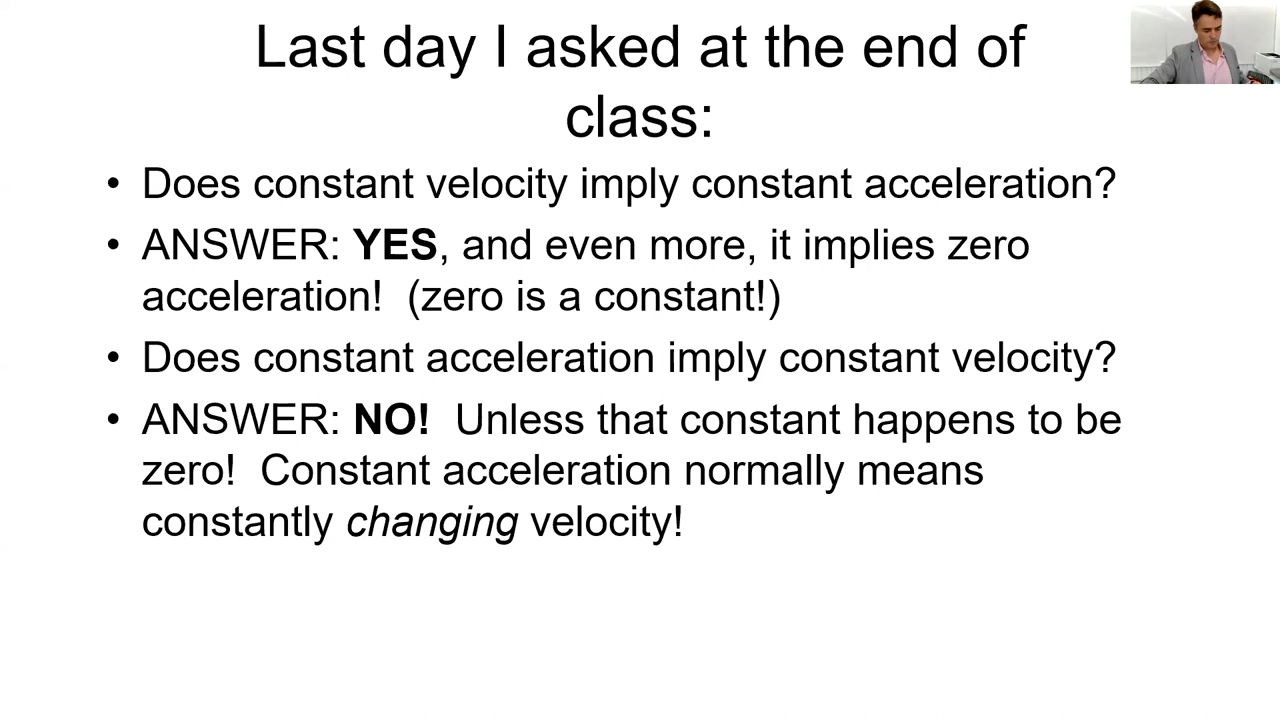 Last day I asked at the end of
class:
• Does constant velocity imply constant acceleration?
• ANSWER: YES, and even more, it implies zero
acceleration!  (zero is a constant!)
• Does constant acceleration imply constant velocity?
• ANSWER: NO!  Unless that constant happens to be
zero!  Constant acceleration normally means
constantly changing velocity!